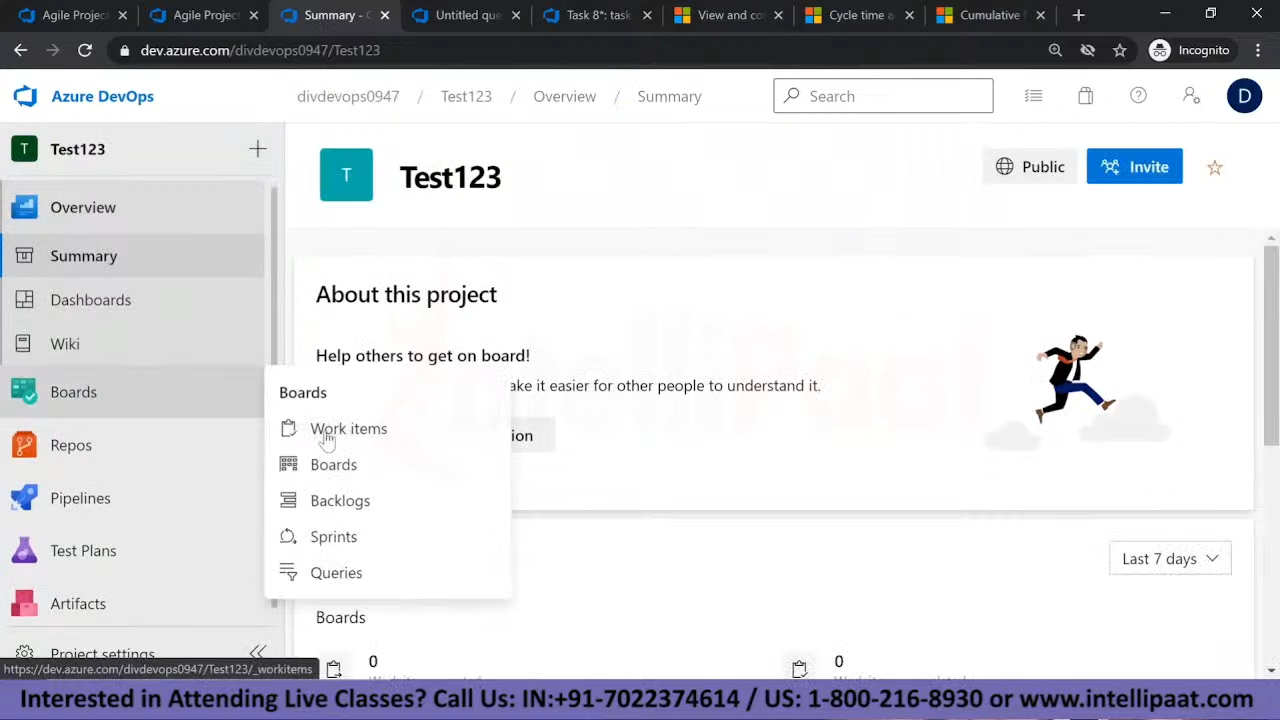 Agile Proje
Agile Proje
Summary - O
Untitled que
Task 8*: task
View and co
Cycle time a
Cumulative f
dev.azure.com/divdevops0947/Test123
Incognito
Azure DevOps
divdevops0947 / Test123 / Overview / Summary
Search
D
T Test123
Overview
Summary
Dashboards
Wiki
Boards
Repos
Pipelines
Test Plans
Artifacts
Project settings
https://dev.azure.com/divdevops0947/Test123/_workitems
T
Test123
Public
Invite
About this project
Help others to get on board!
ake it easier for other people to understand it.
ion
Boards
Work items
Boards
Backlogs
Sprints
Queries
Last 7 days
Boards
0
0
Interested in Attending Live Classes? Call Us: IN:+91-7022374614 / US: 1-800-216-8930 or www.intellipaat.com